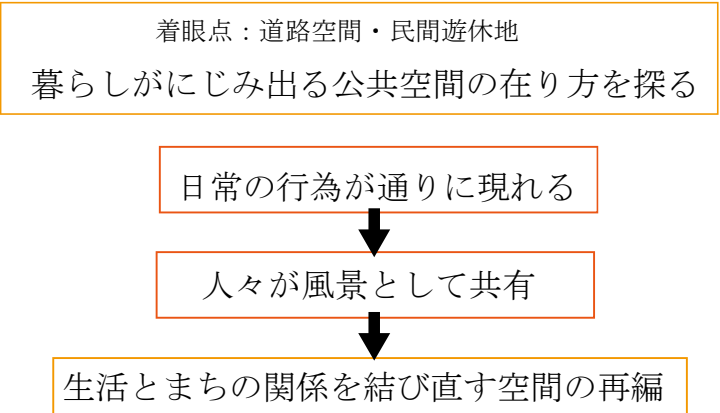 着眼点：道路空間・民間遊休地
暮らしがにじみ出る公共空間の在り方を探る
日常の行為が通りに現れる
人々が風景として共有
生活とまちの関係を結び直す空間の再編